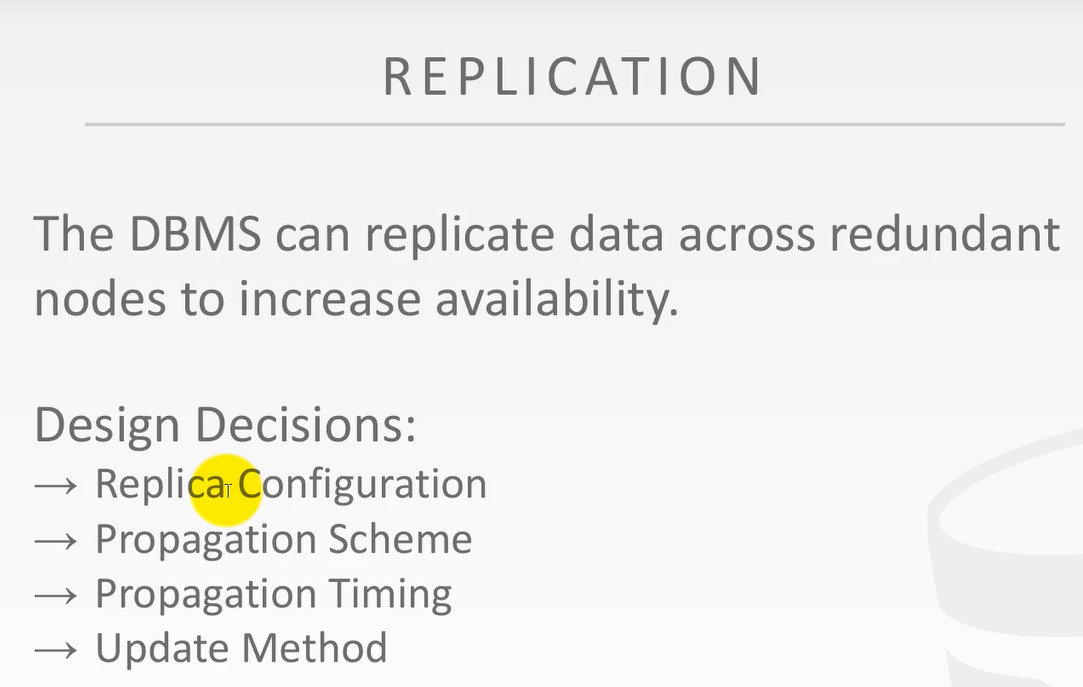 REPLICATION
The DBMS can replicate data across redundant
nodes to increase availability.
Design Decisions:
→ Replica Configuration
→ Propagation Scheme
→ Propagation Timing
→ Update Method